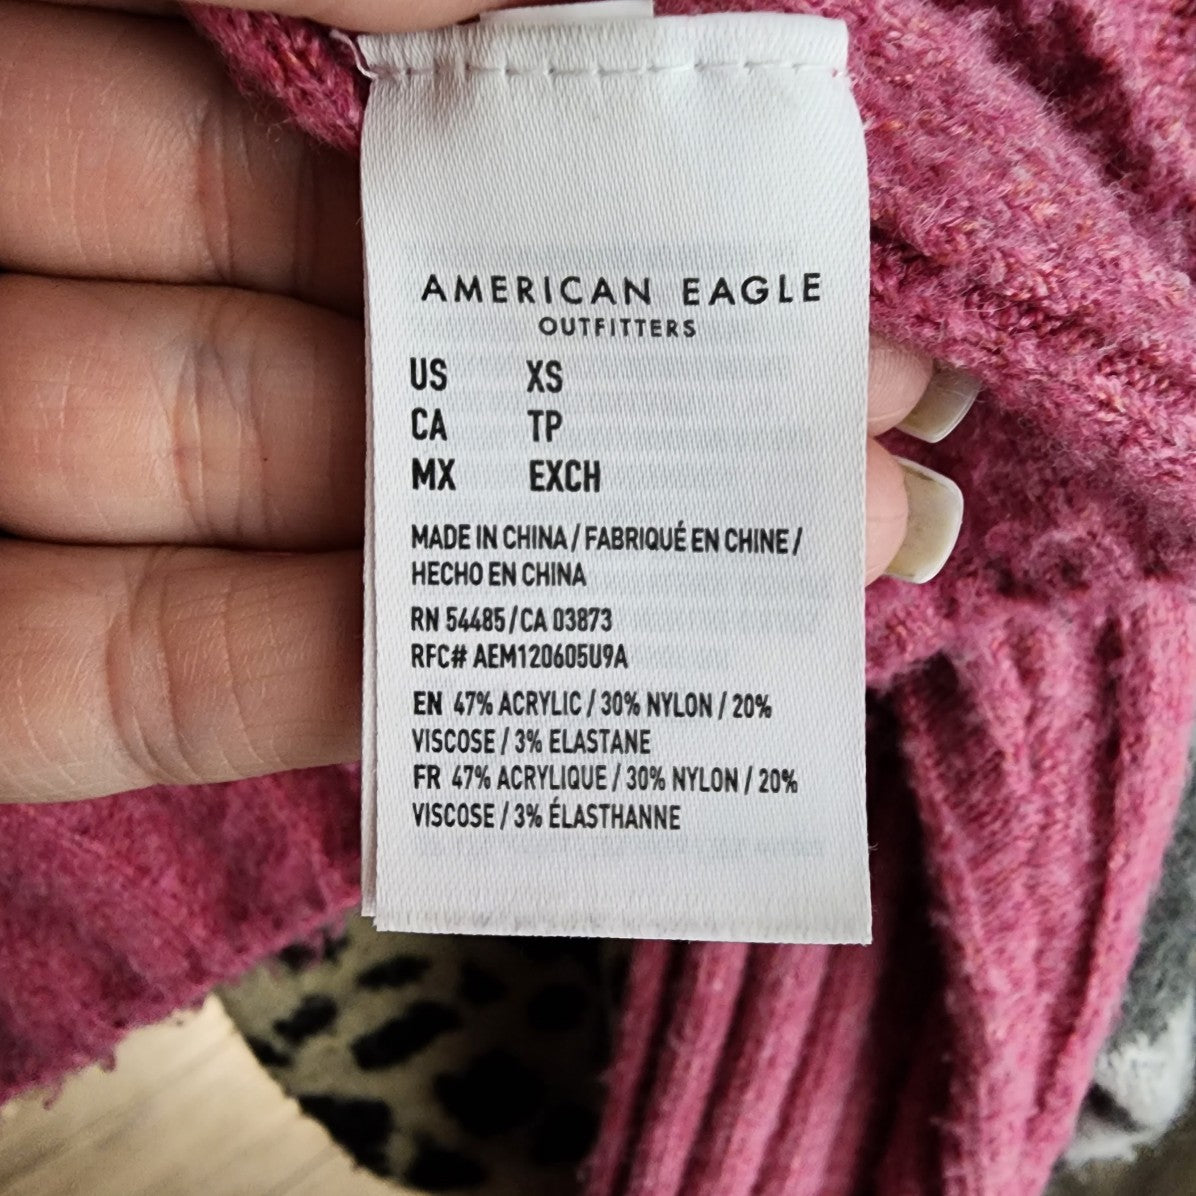 AMERICAN EAGLE
OUTFITTERS
US XS
CA TP
MX EXCH
MADE IN CHINA / FABRIQUÉ EN CHINE /
HECHO EN CHINA
RN 54485 / CA 03873
RFC# AEM120605U9A
EN 47% ACRYLIC / 30% NYLON / 20%
VISCOSE / 3% ELASTANE
FR 47% ACRYLIQUE / 30% NYLON / 20%
VISCOSE / 3% ÉLASTHANNE